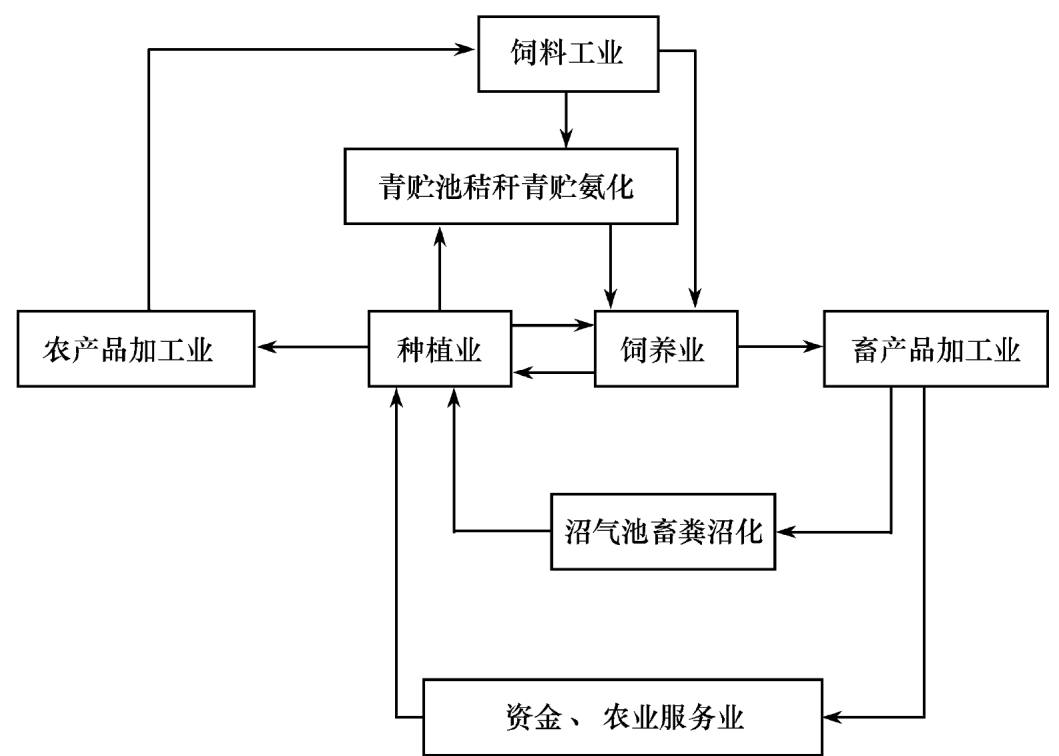 饲料工业
青贮池秸秆青贮氨化
农产品加工业
种植业
饲养业
畜产品加工业
沼气池畜粪沼化
资金、农业服务业